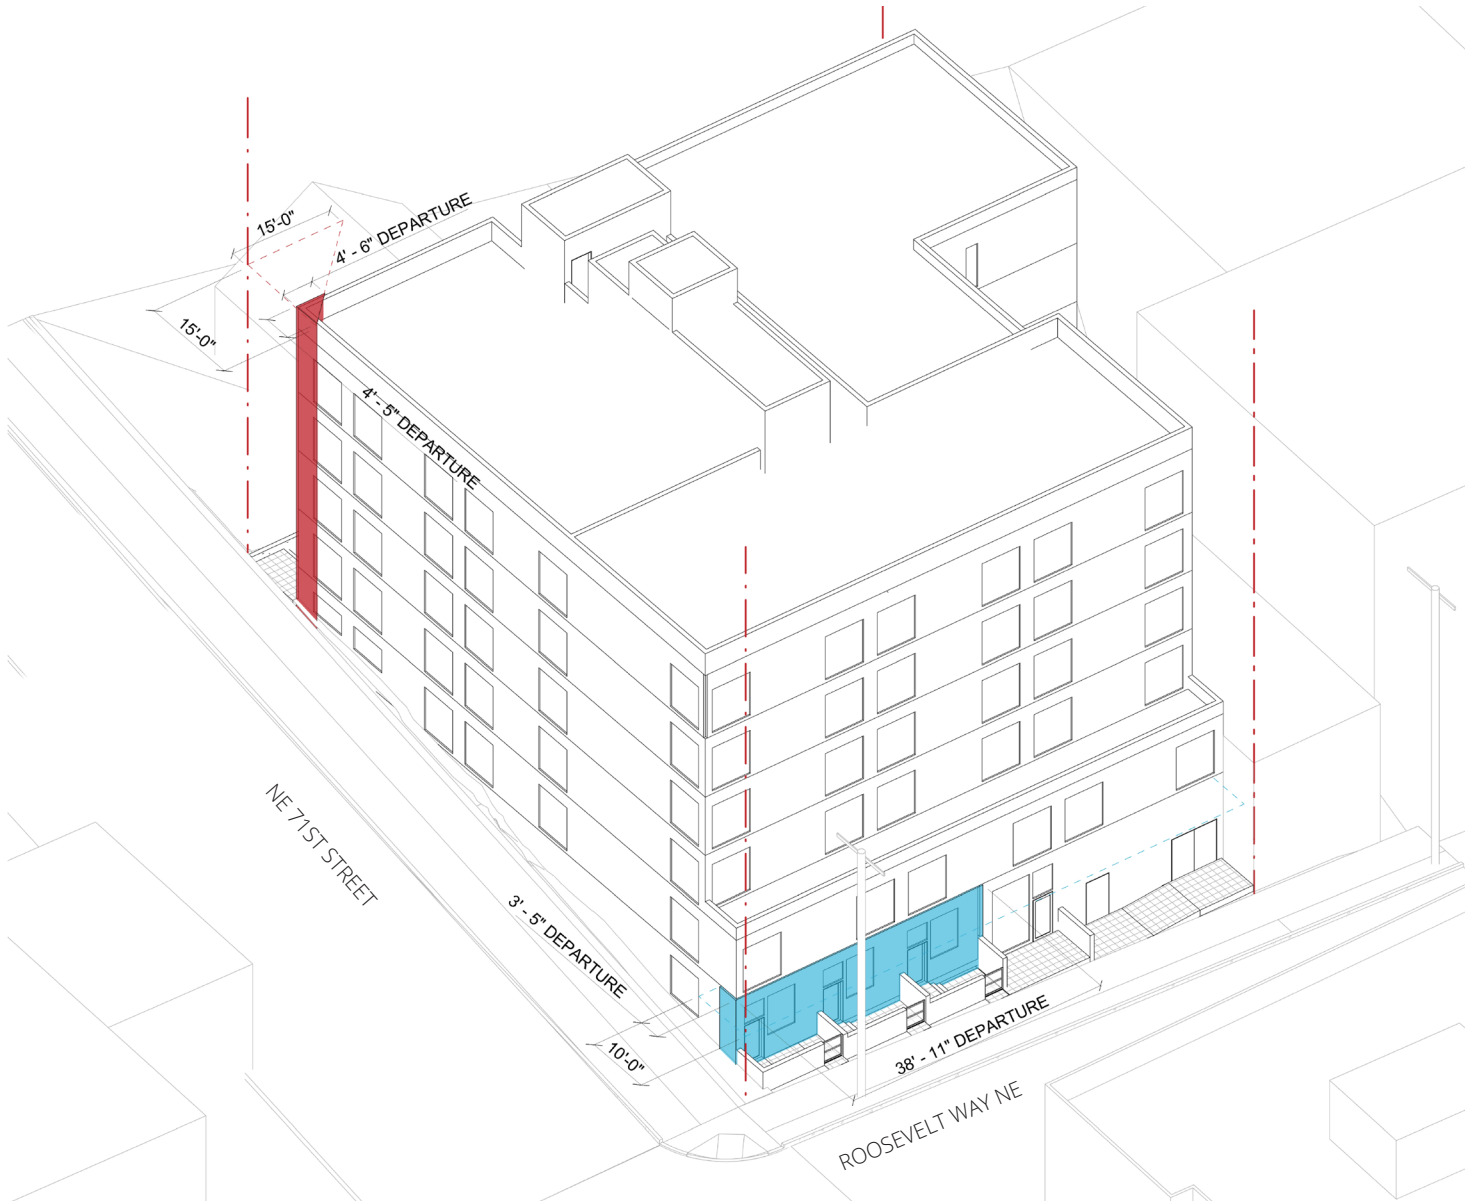 15'-0"
4' - 6" DEPARTURE
15'-0"
4' - 5" DEPARTURE
NE 71ST STREET
3' - 5" DEPARTURE
10'-0"
38' - 11" DEPARTURE
ROOSEVELT WAY NE